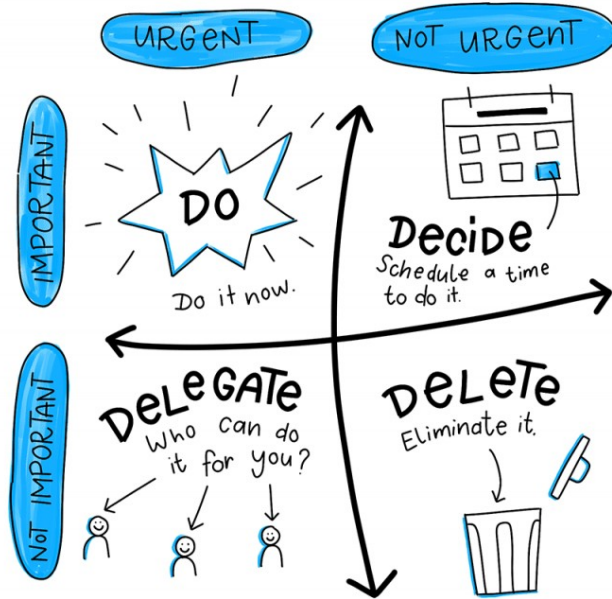 URGENT
NOT URGENT
IMPORTANT
DO
Do it now.
DECIDE
Schedule a time
to do it.
NOT IMPORTANT
DELEGATE
Who can do
it for you?
DELETE
Eliminate it.